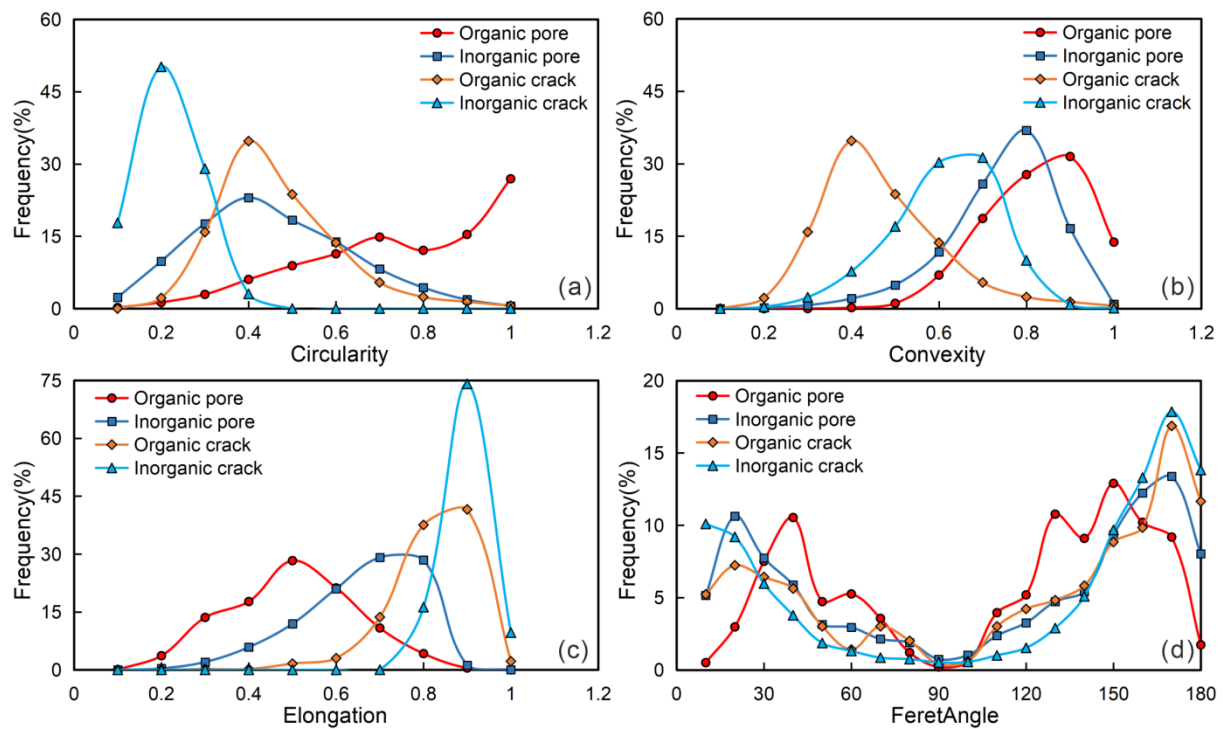 60
45
30
15
0
Frequency(%)
Organic pore
Inorganic pore
Organic crack
Inorganic crack
(a)
0 0.2 0.4 0.6 0.8 1 1.2
Circularity
60
45
30
15
0
Frequency(%)
Organic pore
Inorganic pore
Organic crack
Inorganic crack
(b)
0 0.2 0.4 0.6 0.8 1 1.2
Convexity
75
60
45
30
15
0
Frequency(%)
Organic pore
Inorganic pore
Organic crack
Inorganic crack
(c)
0 0.2 0.4 0.6 0.8 1 1.2
Elongation
20
15
10
5
0
Frequency(%)
Organic pore
Inorganic pore
Organic crack
Inorganic crack
(d)
0 30 60 90 120 150 180
FeretAngle